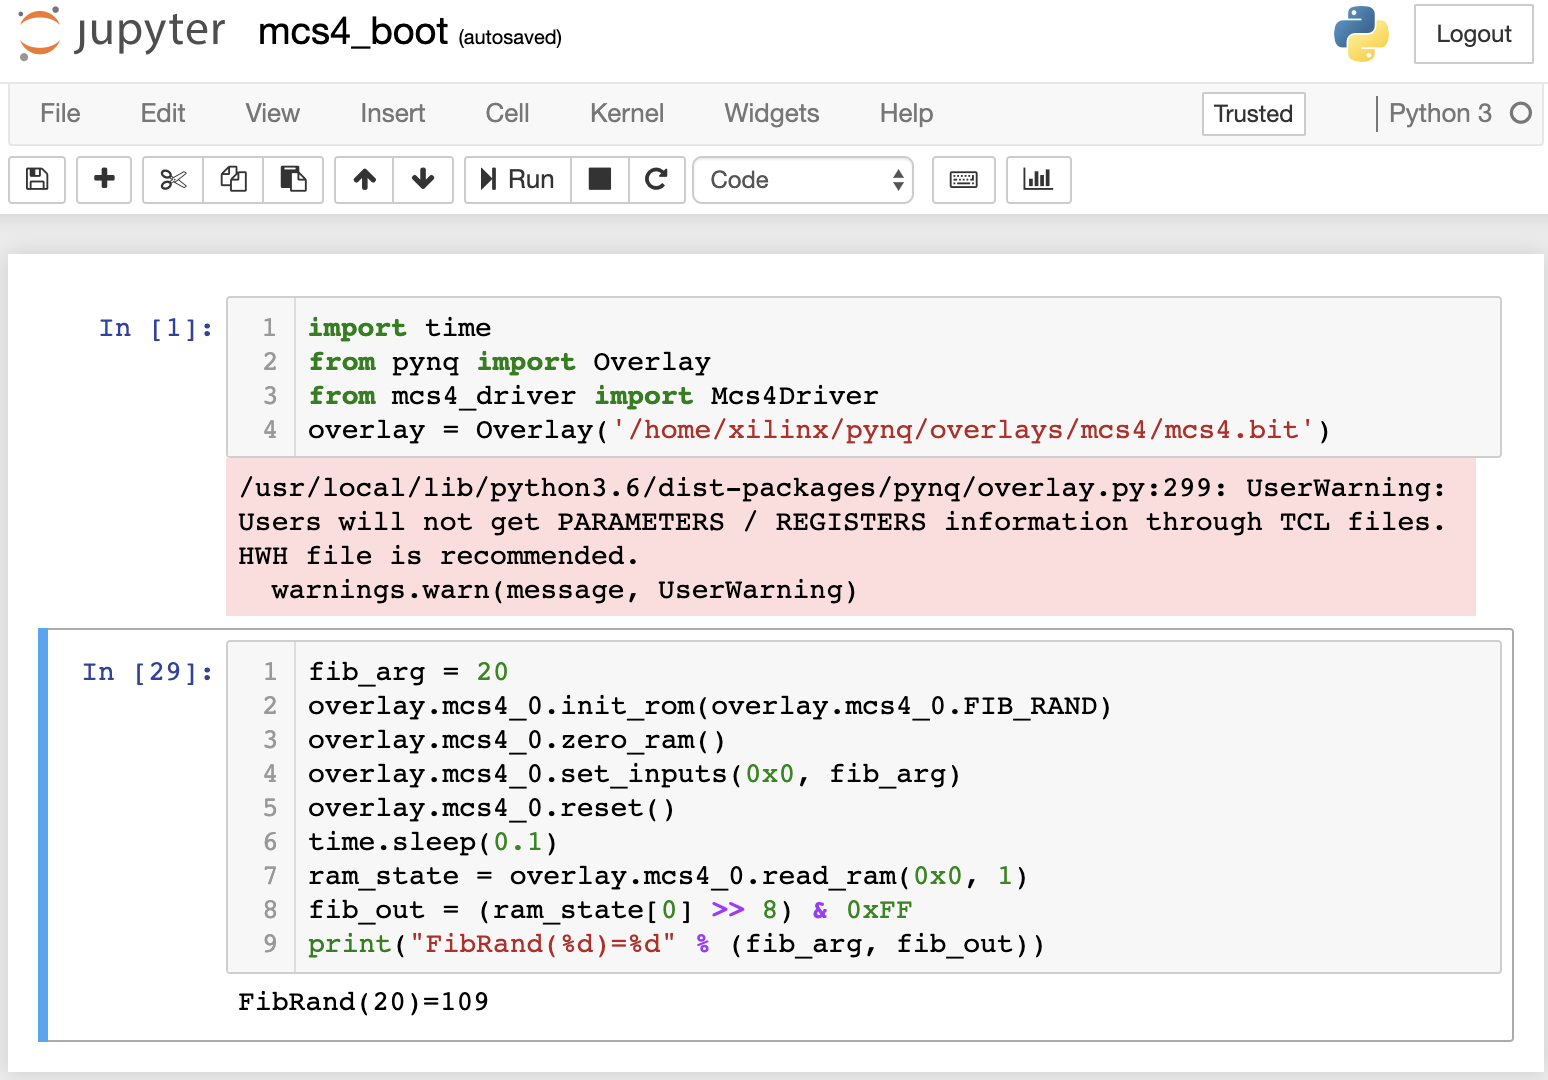 jupyter mcs4_boot (autosaved) Logout
File Edit View Insert Cell Kernel Widgets Help Trusted Python 3
Run Code
In [1]:
1 import time
2 from pynq import Overlay
3 from mcs4_driver import Mcs4Driver
4 overlay = Overlay('/home/xilinx/pynq/overlays/mcs4/mcs4.bit')
/usr/local/lib/python3.6/dist-packages/pynq/overlay.py:299: UserWarning:
Users will not get PARAMETERS / REGISTERS information through TCL files.
HWH file is recommended.
  warnings.warn(message, UserWarning)
In [29]:
1 fib_arg = 20
2 overlay.mcs4_0.init_rom(overlay.mcs4_0.FIB_RAND)
3 overlay.mcs4_0.zero_ram()
4 overlay.mcs4_0.set_inputs(0x0, fib_arg)
5 overlay.mcs4_0.reset()
6 time.sleep(0.1)
7 ram_state = overlay.mcs4_0.read_ram(0x0, 1)
8 fib_out = (ram_state[0] >> 8) & 0xFF
9 print("FibRand(%d)=%d" % (fib_arg, fib_out))
FibRand(20)=109